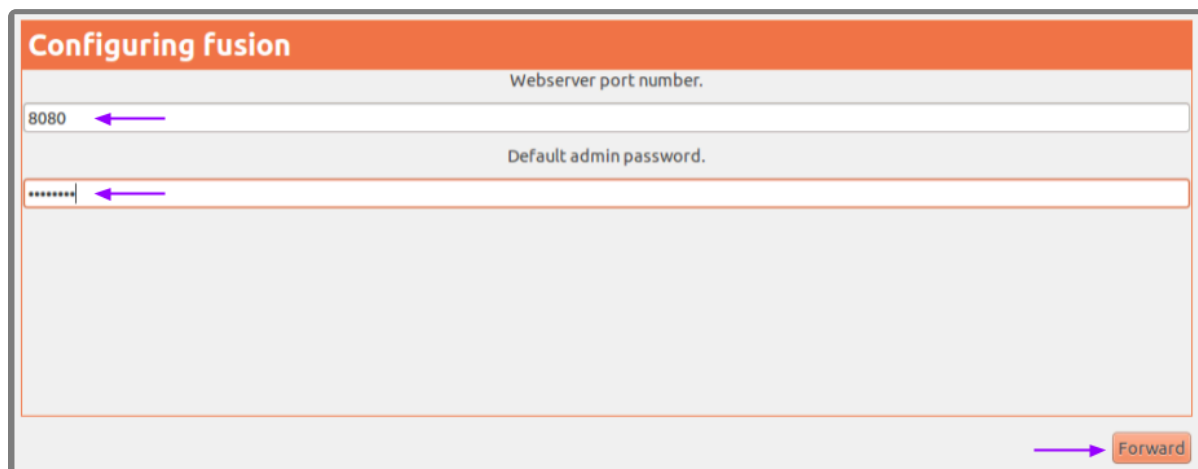 Configuring fusion
Webserver port number.
8080
Default admin password.
••••••••
Forward